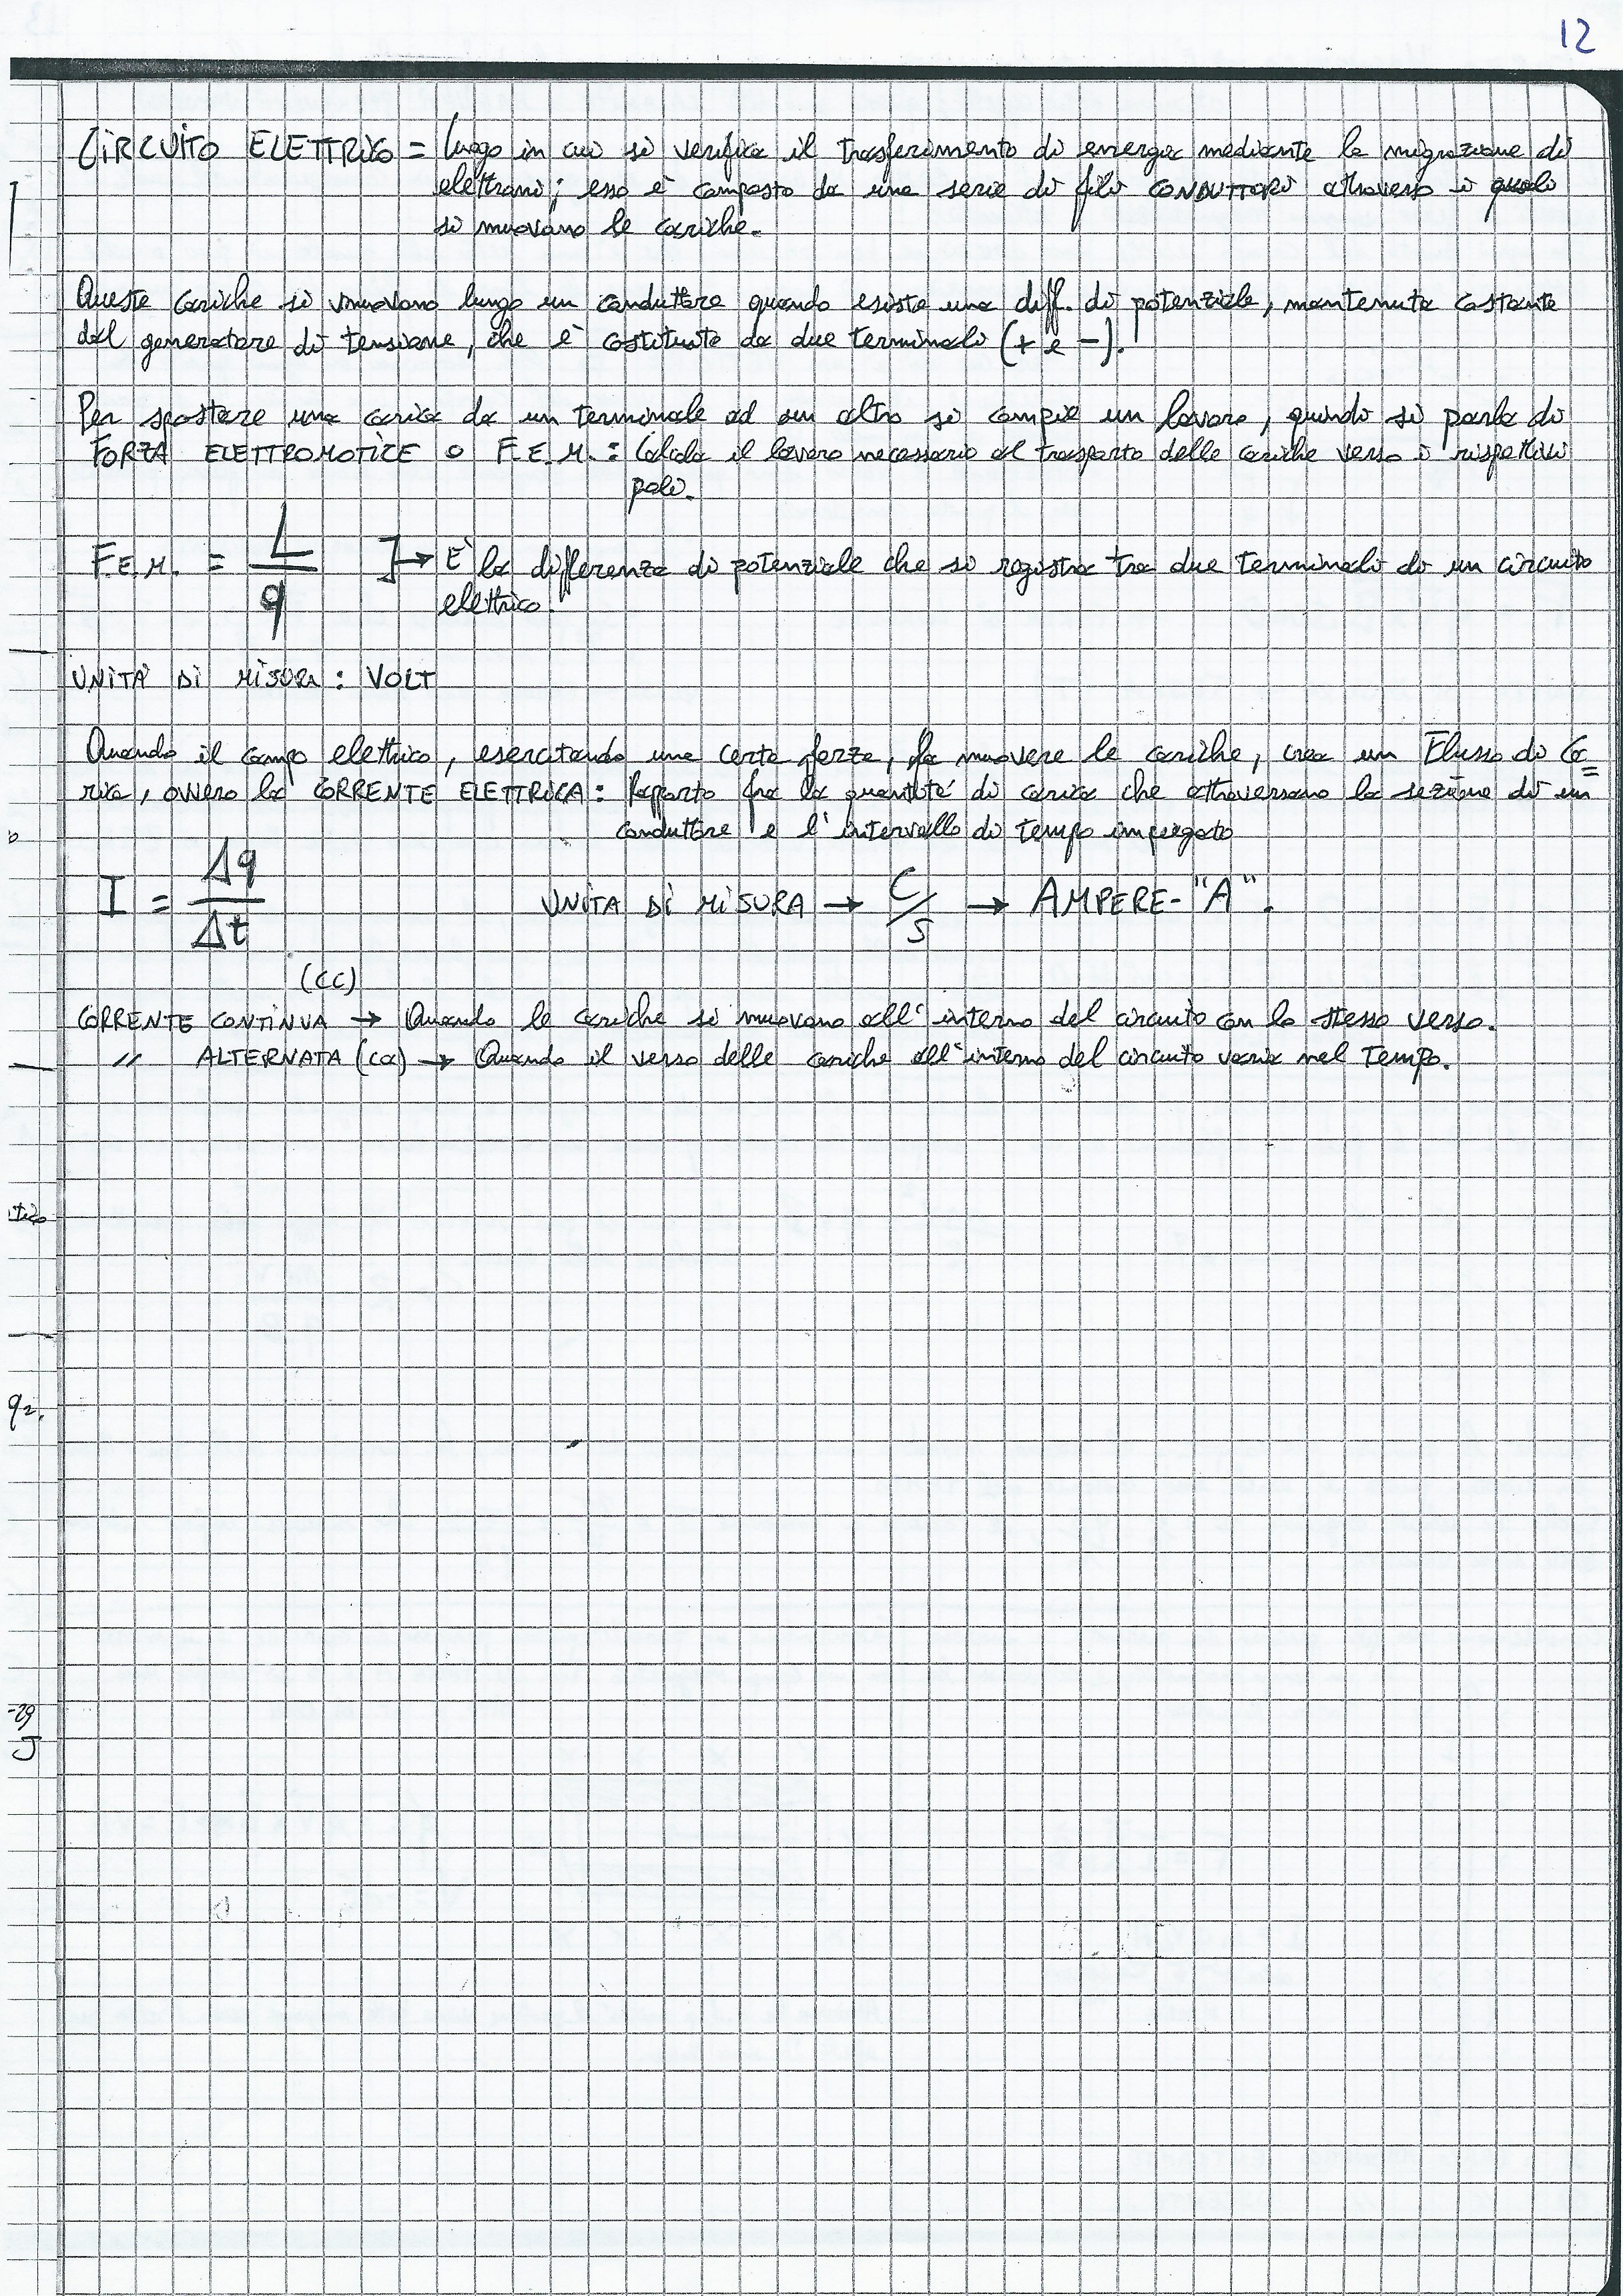 12
CIRCUITO ELETTRICO = luogo in cui si verifica il trasferimento di energia mediante la migrazione di
elettroni; esso è composto da una serie di fili CONDUTTORI attraverso i quali
si muovono le cariche.
Queste cariche si muovono lungo un conduttore quando esiste una diff. di potenziale, mantenuta costante
dal generatore di tensione, che è costituito da due terminali (+ e -).
Per spostare una carica da un terminale ad un altro si compie un lavoro, quindi si parla di
FORZA ELETTROMOTICE o F.E.M. : Calcola il lavoro necessario al trasporto delle cariche verso i rispettivi
poli.
F.E.M. = L/q ]→ E' la differenza di potenziale che si registra tra due terminali di un circuito
elettrico.
UNITA' DI MISURA : VOLT
Quando il campo elettrico, esercitando una certa forza, fa muovere le cariche, crea un Flusso di Ca=
rica, ovvero la CORRENTE ELETTRICA : Rapporto fra la quantità di carica che attraversano la sezione di un
conduttore e l'intervallo di tempo impiegato
I = Δq/Δt UNITA DI MISURA → C/s → AMPERE-"A".
(CC)
CORRENTE CONTINUA → Quando le cariche si muovono all'interno del circuito con lo stesso verso.
// ALTERNATA (ca) → Quando il verso delle cariche all'interno del circuito varia nel tempo.
q2.
-29
J